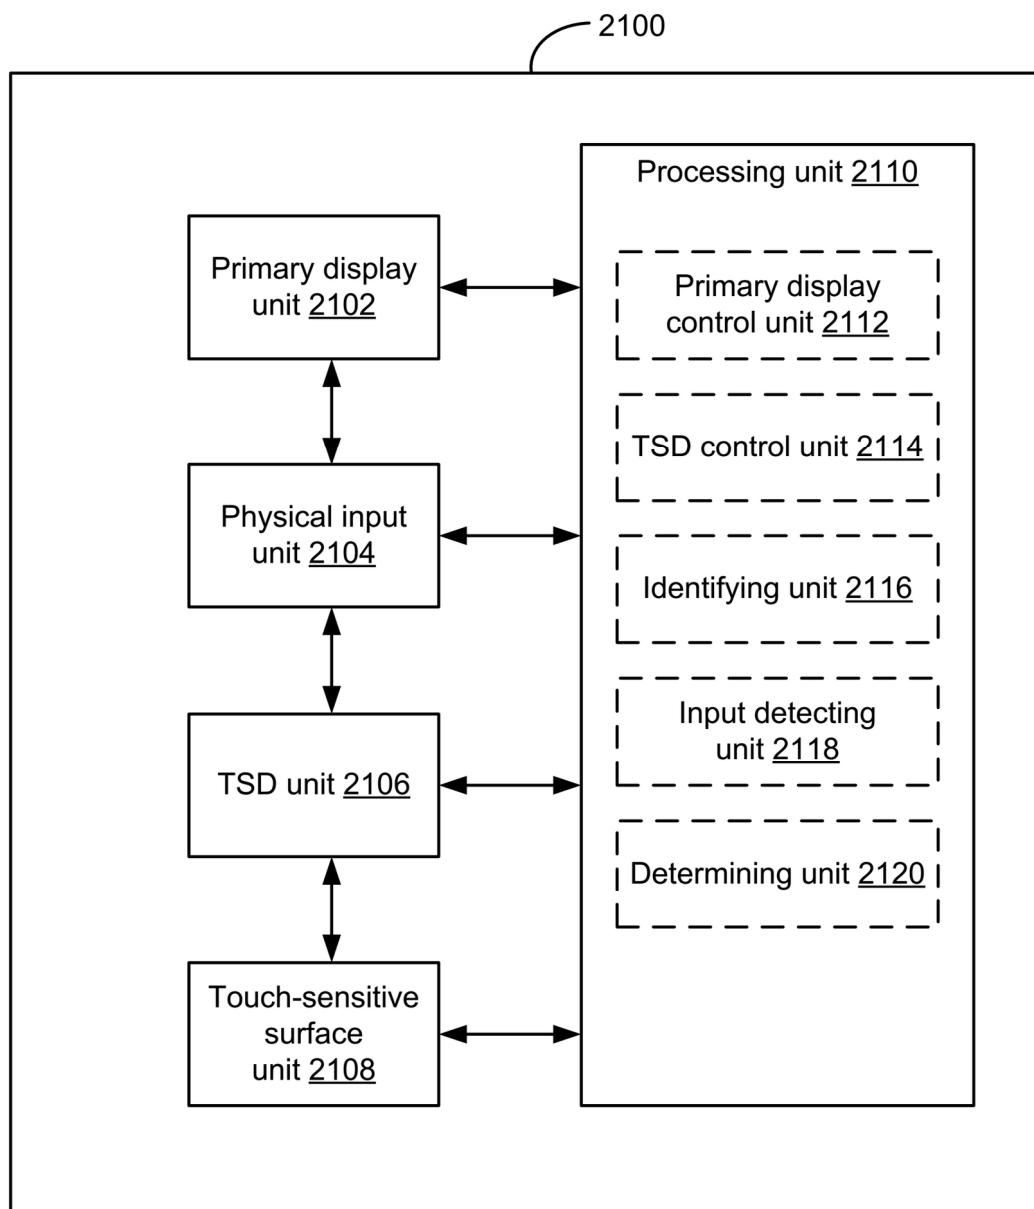 2100
Processing unit 2110
Primary display
unit 2102
Primary display
control unit 2112
TSD control unit 2114
Physical input
unit 2104
Identifying unit 2116
Input detecting
unit 2118
TSD unit 2106
Determining unit 2120
Touch-sensitive
surface
unit 2108